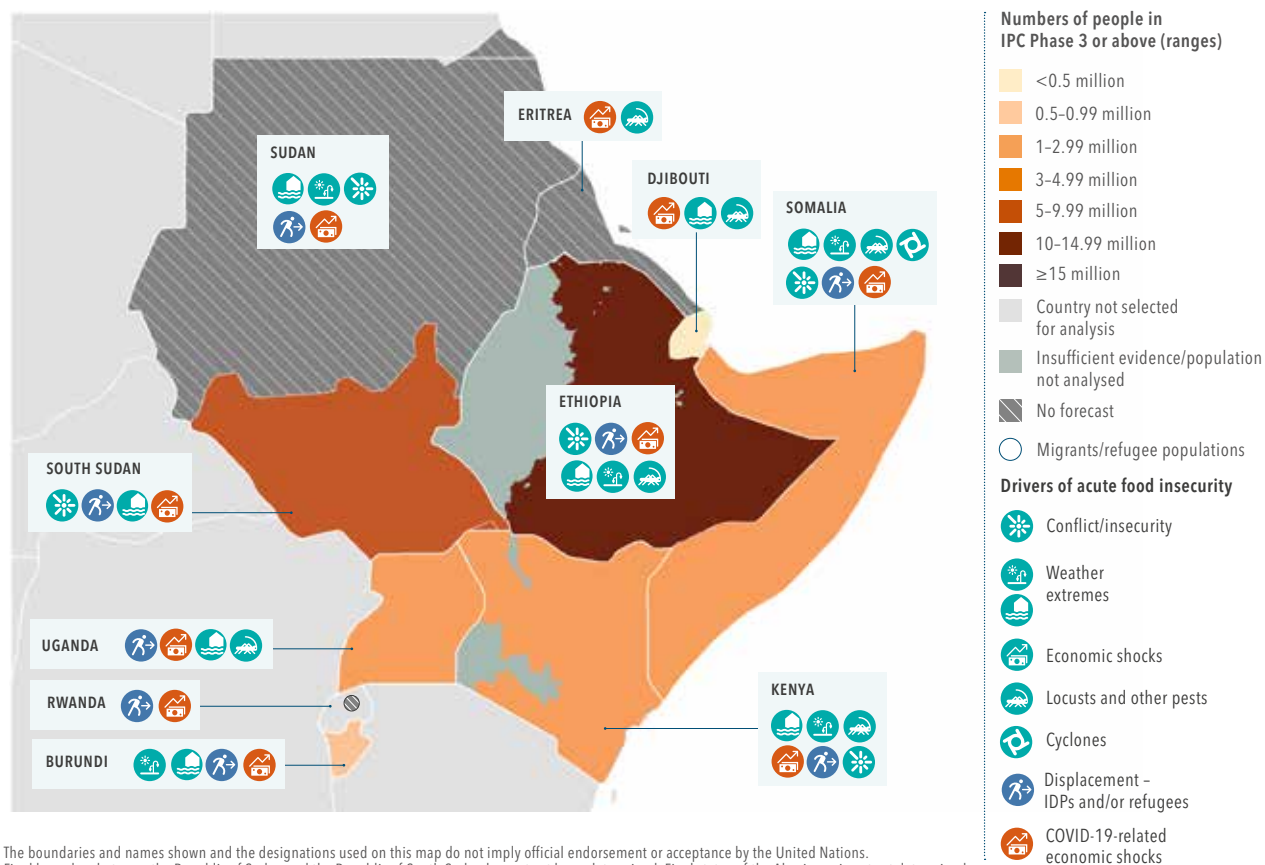 ERITREA
SUDAN
DJIBOUTI
SOMALIA
ETHIOPIA
SOUTH SUDAN
UGANDA
RWANDA
BURUNDI
KENYA
Numbers of people in
IPC Phase 3 or above (ranges)
<0.5 million
0.5–0.99 million
1–2.99 million
3–4.99 million
5–9.99 million
10–14.99 million
≥15 million
Country not selected
for analysis
Insufficient evidence/population
not analysed
No forecast
Migrants/refugee populations
Drivers of acute food insecurity
Conflict/insecurity
Weather
extremes
Economic shocks
Locusts and other pests
Cyclones
Displacement –
IDPs and/or refugees
COVID-19-related
economic shocks
The boundaries and names shown and the designations used on this map do not imply official endorsement or acceptance by the United Nations.